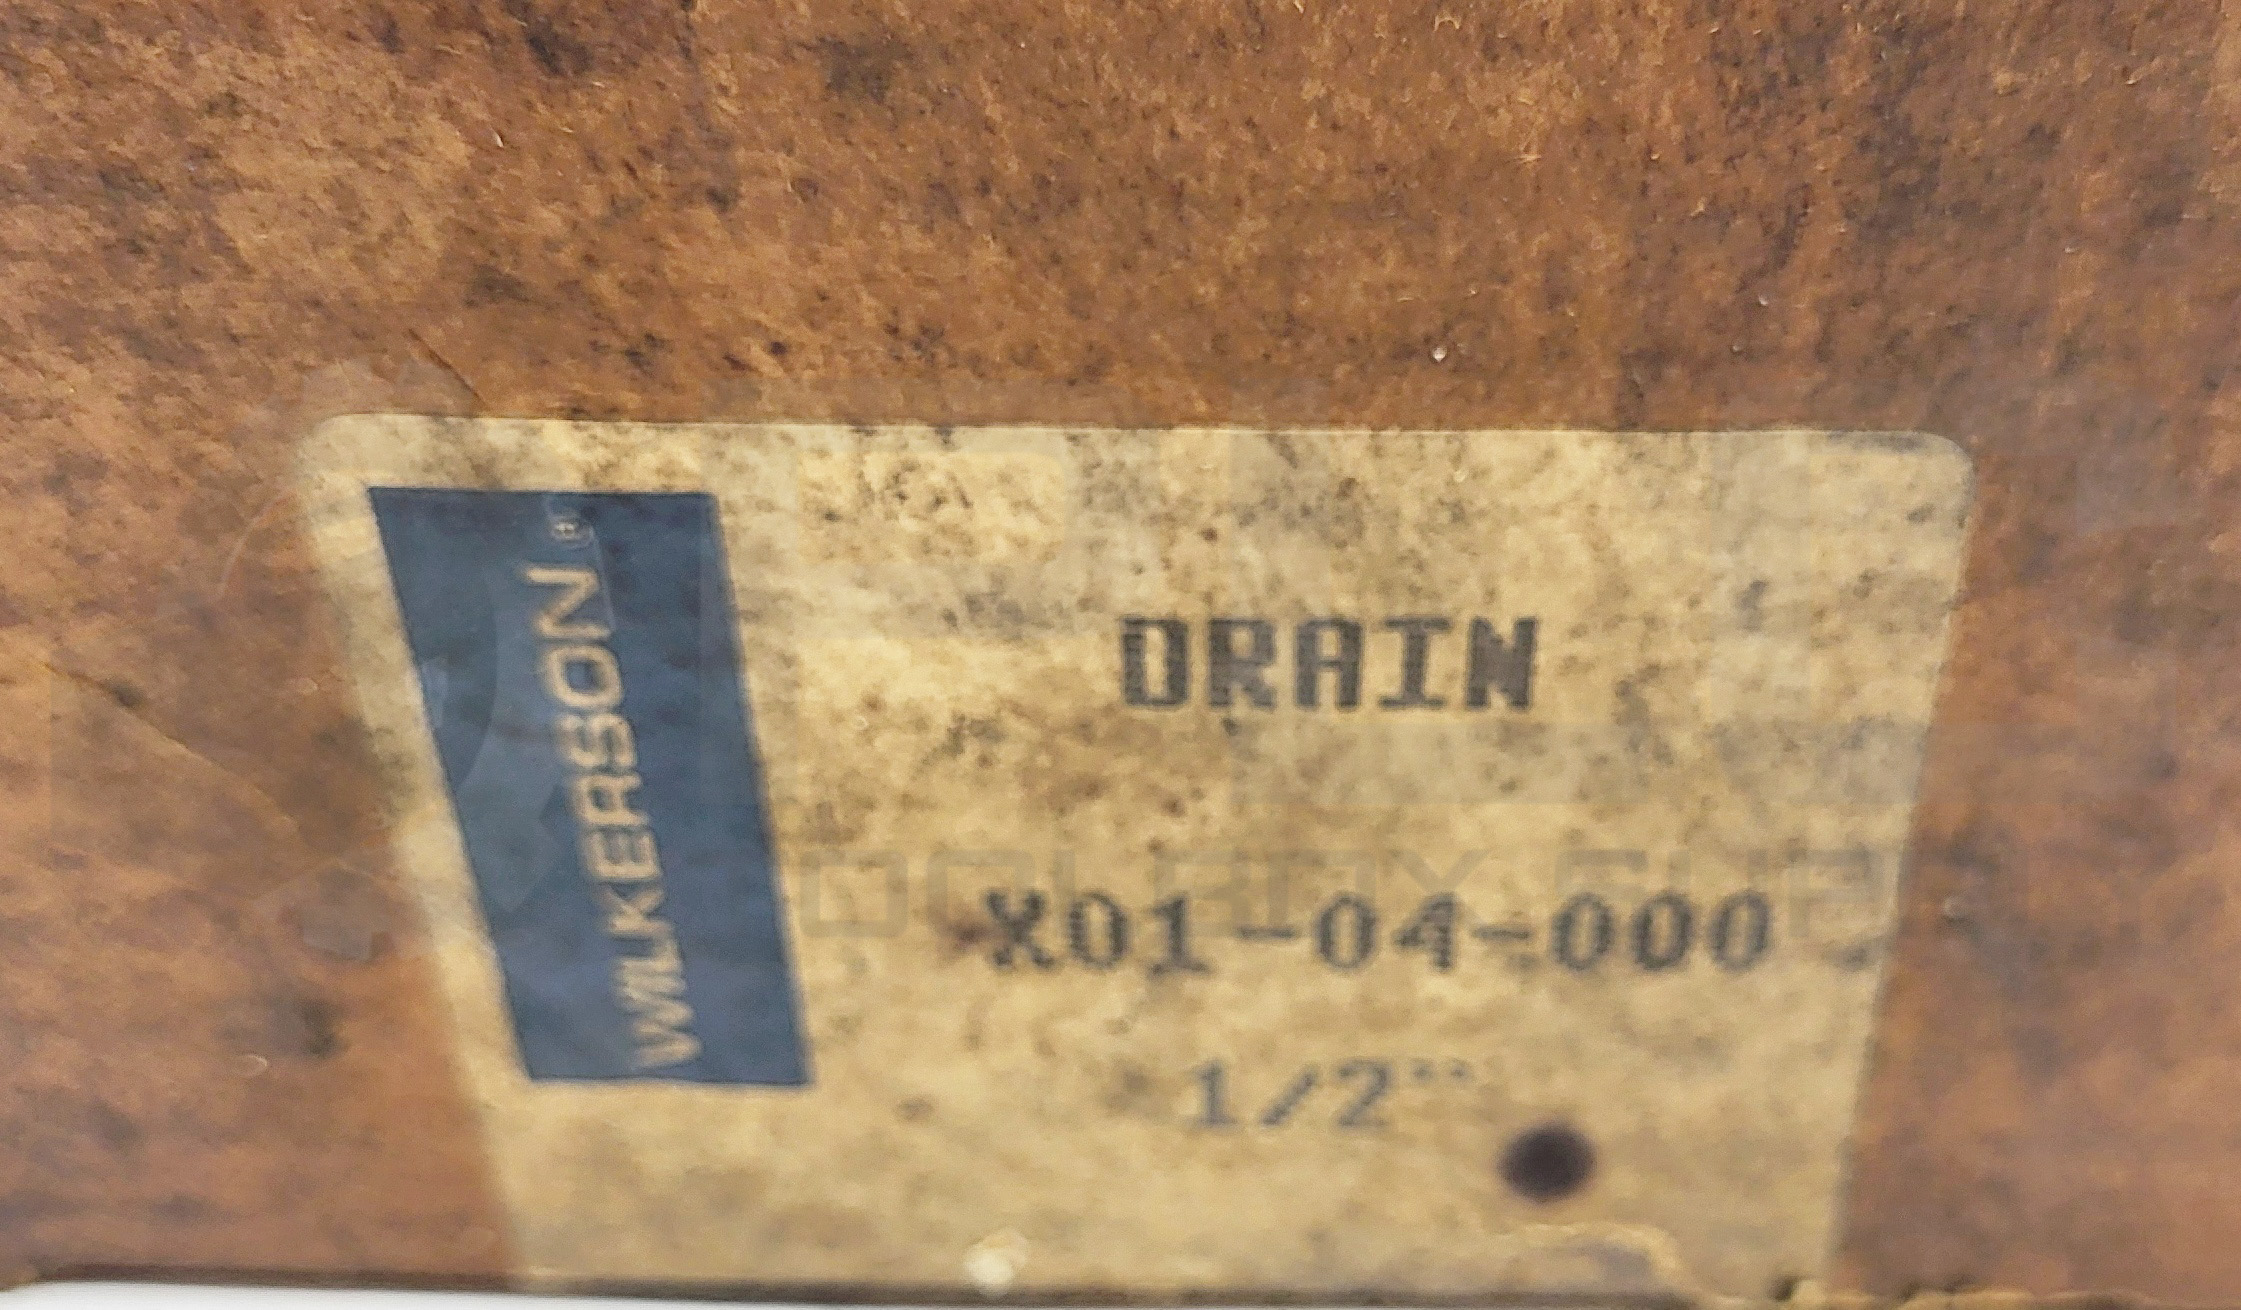 WILKERSON®
DRAIN
X01-04-000
1/2"